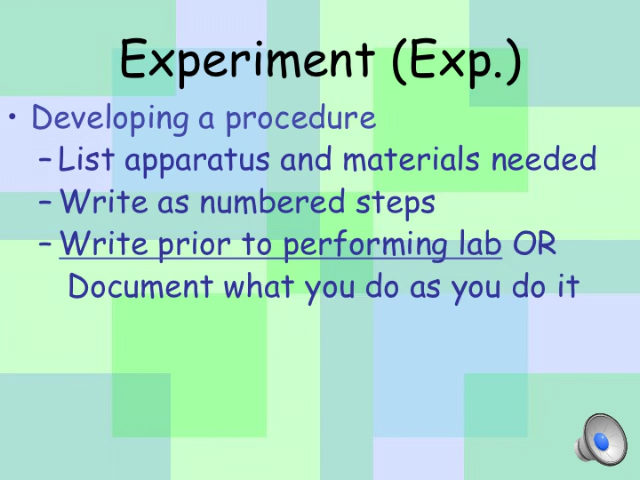 Experiment (Exp.)
• Developing a procedure
– List apparatus and materials needed
– Write as numbered steps
– Write prior to performing lab OR
Document what you do as you do it